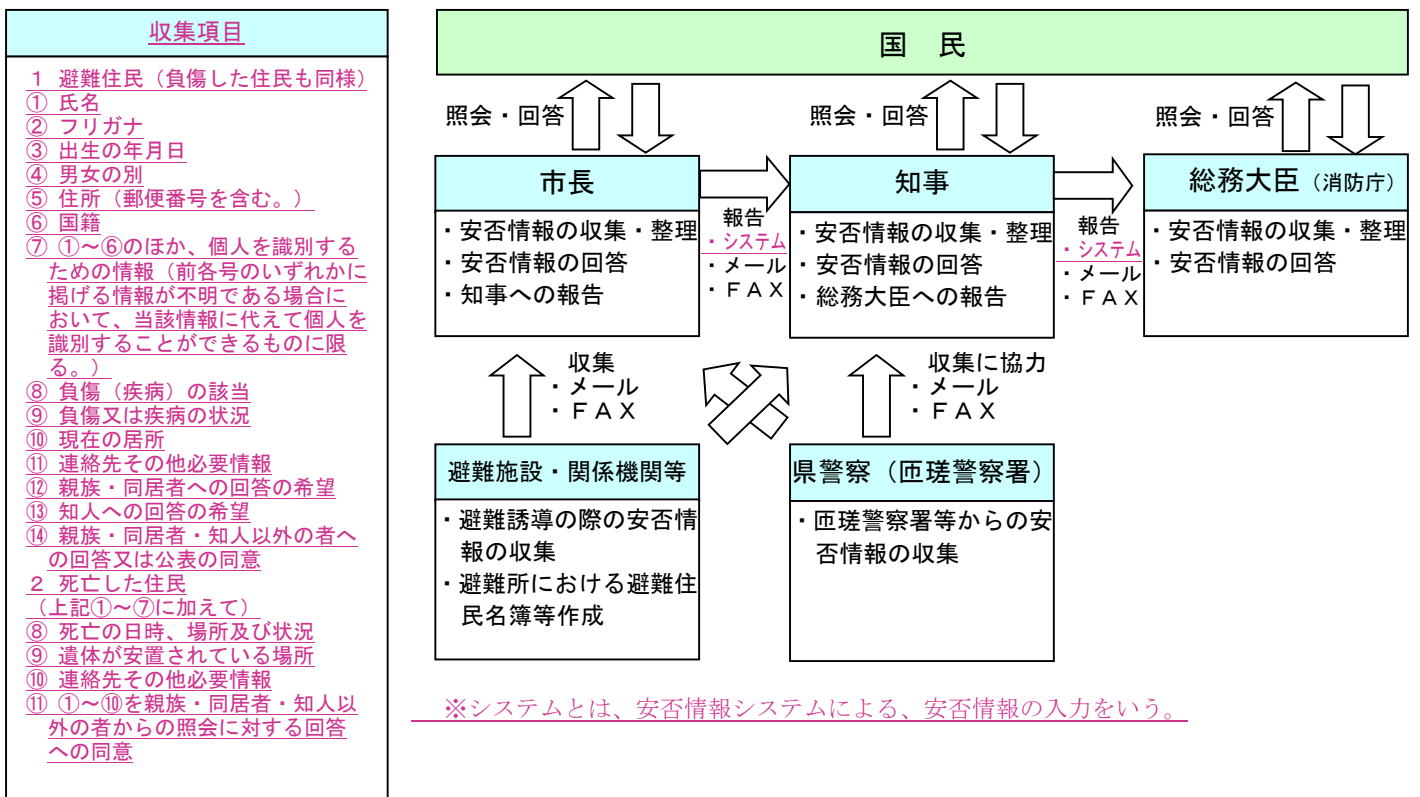 収集項目
１ 避難住民（負傷した住民も同様）
① 氏名
② フリガナ
③ 出生の年月日
④ 男女の別
⑤ 住所（郵便番号を含む。）
⑥ 国籍
⑦ ①～⑥のほか、個人を識別する
ための情報（前各号のいずれかに
掲げる情報が不明である場合に
おいて、当該情報に代えて個人を
識別することができるものに限
る。）
⑧ 負傷（疾病）の該当
⑨ 負傷又は疾病の状況
⑩ 現在の居所
⑪ 連絡先その他必要情報
⑫ 親族・同居者への回答の希望
⑬ 知人への回答の希望
⑭ 親族・同居者・知人以外の者へ
の回答又は公表の同意
２ 死亡した住民
（上記①～⑦に加えて）
⑧ 死亡の日時、場所及び状況
⑨ 遺体が安置されている場所
⑩ 連絡先その他必要情報
⑪ ①～⑩を親族・同居者・知人以
外の者からの照会に対する回答
への同意
国 民
照会・回答
照会・回答
照会・回答
市長
・安否情報の収集・整理
・安否情報の回答
・知事への報告
報告
・システム
・メール
・ＦＡＸ
知事
・安否情報の収集・整理
・安否情報の回答
・総務大臣への報告
報告
・システム
・メール
・ＦＡＸ
総務大臣（消防庁）
・安否情報の収集・整理
・安否情報の回答
収集
・メール
・ＦＡＸ
収集に協力
・メール
・ＦＡＸ
避難施設・関係機関等
・避難誘導の際の安否情
報の収集
・避難所における避難住
民名簿等作成
県警察（匝瑳警察署）
・匝瑳警察署等からの安
否情報の収集
※システムとは、安否情報システムによる、安否情報の入力をいう。